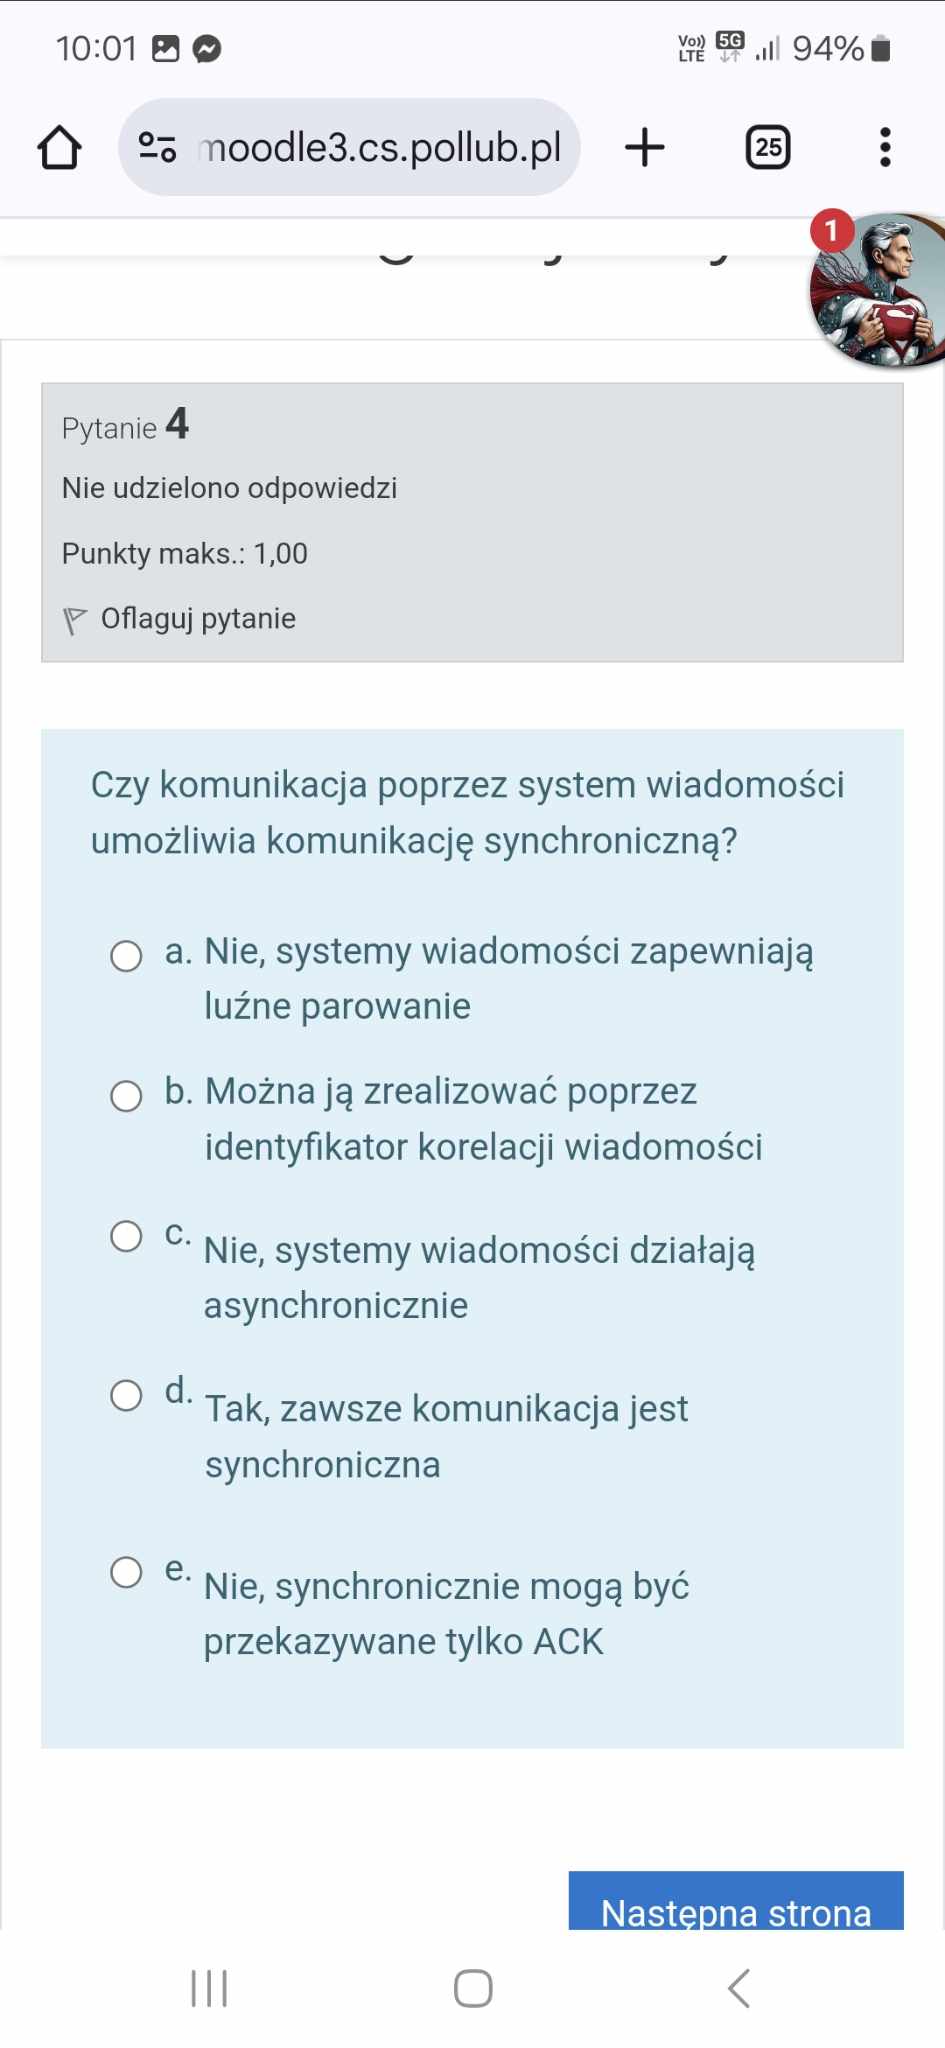 10:01
Vo)) LTE 5G 94%
moodle3.cs.pollub.pl
25
1
Pytanie 4
Nie udzielono odpowiedzi
Punkty maks.: 1,00
Oflaguj pytanie
Czy komunikacja poprzez system wiadomości
umożliwia komunikację synchroniczną?
a. Nie, systemy wiadomości zapewniają
luźne parowanie
b. Można ją zrealizować poprzez
identyfikator korelacji wiadomości
c. Nie, systemy wiadomości działają
asynchronicznie
d. Tak, zawsze komunikacja jest
synchroniczna
e. Nie, synchronicznie mogą być
przekazywane tylko ACK
Następna strona